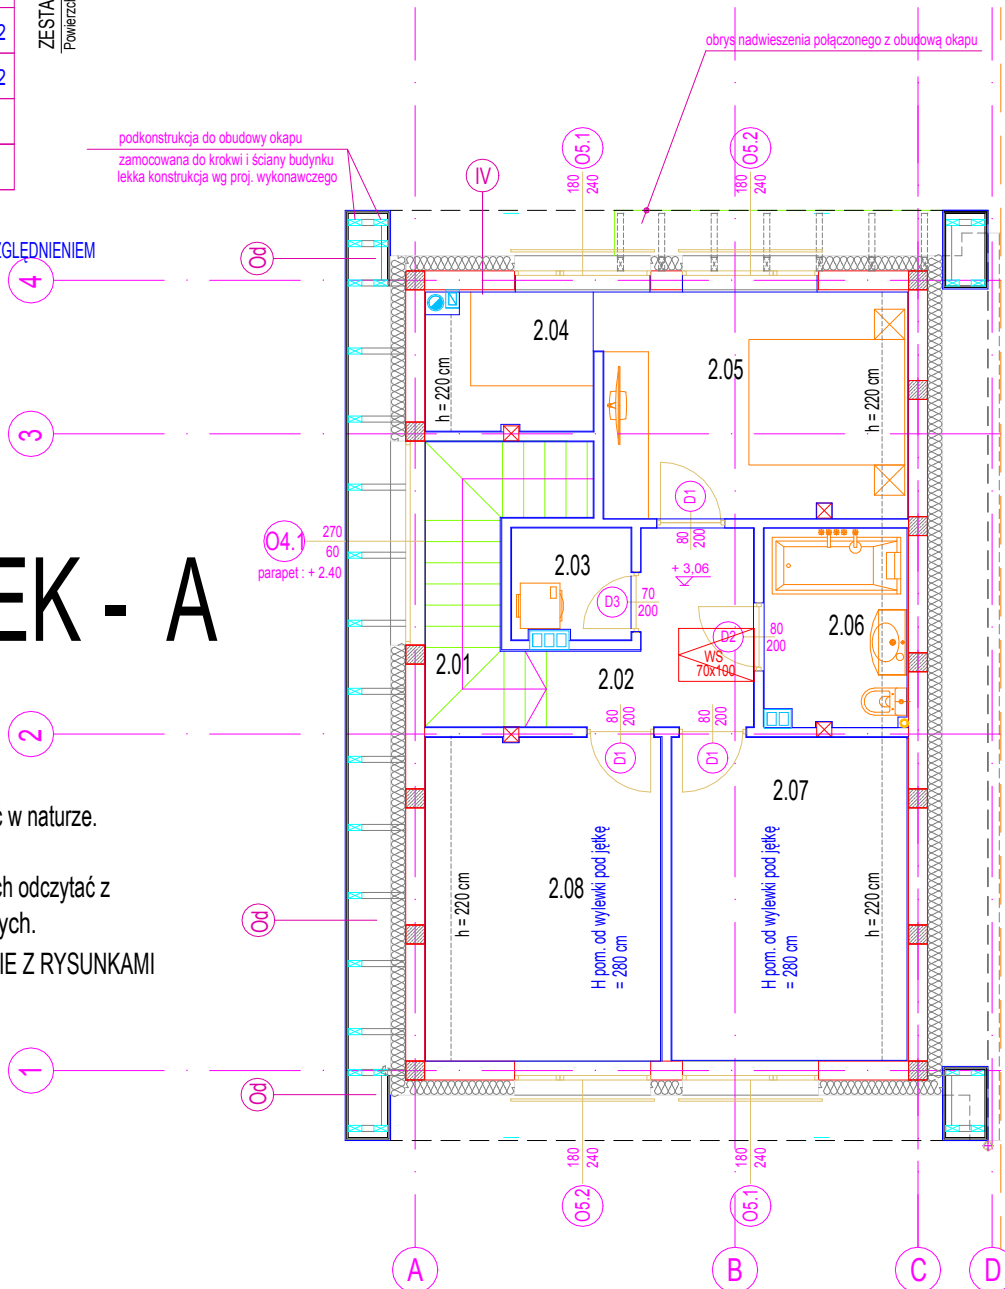 2
2
ZESTA
Powierzch
obrys nadwieszenia połączonego z obudową okapu
podkonstrukcja do obudowy okapu
zamocowana do krokwi i ściany budynku
lekka konstrukcja wg proj. wykonawczego
IV
O5.1
180
240
O5.2
180
240
ZGLĘDNIENIEM
Od
4
2.04
2.05
h = 220 cm
h = 220 cm
3
D1
80
200
O4.1
270
60
parapet : + 2.40
2.03
+ 3,06
EK - A
D3
70
200
D2
80
200
2.06
WS
70x100
2.01
2.02
2
80
200
80
200
D1
D1
2.07
ć w naturze.
ch odczytać z
ych.
IE Z RYSUNKAMI
2.08
h = 220 cm
H pom. od wylewki pod jętkę
= 280 cm
H pom. od wylewki pod jętkę
= 280 cm
h = 220 cm
Od
1
Od
180
240
O5.2
180
240
O5.1
A
B
C
D